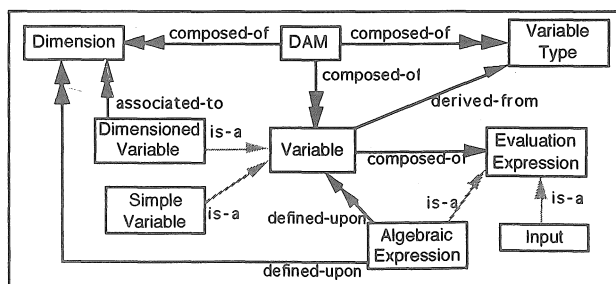 Dimension
composed-of
DAM
composed-of
Variable
Type
composed-of
associated-to
derived-from
Dimensioned
Variable
is-a
Variable
composed-of
Evaluation
Expression
Simple
Variable
is-a
is-a
is-a
defined-upon
Algebraic
Expression
Input
defined-upon